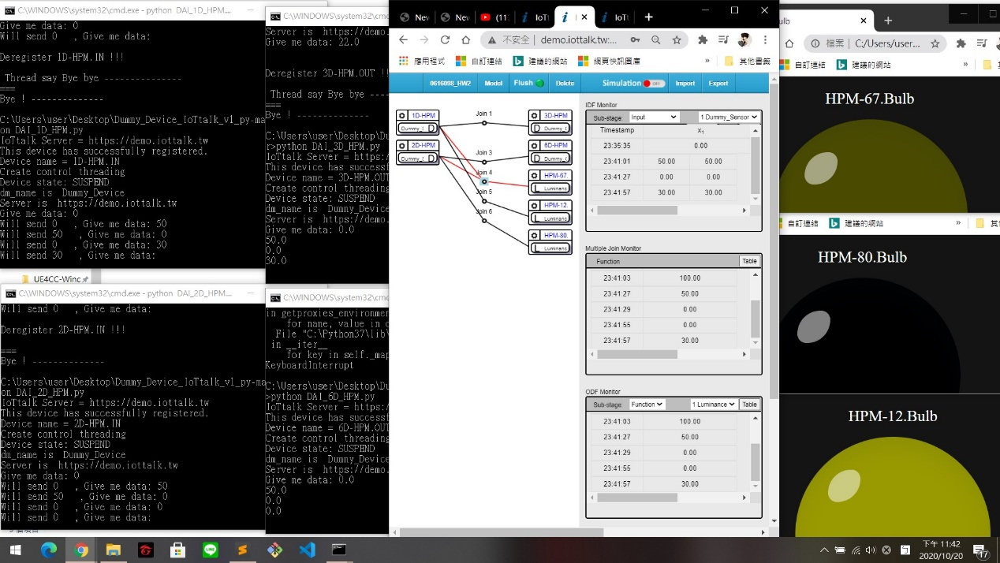 C:\WINDOWS\system32\cmd.exe - python DAI_1D_HPM....
Give me data: 0
Will send 0 , Give me data:
Deregister 1D-HPM.IN !!!
Thread say Bye bye ---------------
===
Bye ! --------------
C:\Users\user\Desktop\Dummy_Device_IoTtalk_v1_py-ma
on DAI_1D_HPM.py
IoTtalk Server = https://demo.iottalk.tw
This device has successfully registered.
Device name = 1D-HPM.IN
Create control threading
Device state: SUSPEND
dm_name is Dummy_Device
Server is https://demo.iottalk.tw
Give me data: 0
Will send 0 , Give me data: 50
Will send 50 , Give me data: 0
Will send 0 , Give me data: 30
Will send 30 , Give me data:
UE4CC-Winc
C:\WINDOWS\system32\cmd.exe - python DAI_2D_HPM....
Will send 0 , Give me data:
Deregister 2D-HPM.IN !!!
===
Bye ! --------------
C:\Users\user\Desktop\Dummy_Device_IoTtalk_v1_py-ma
on DAI_2D_HPM.py
IoTtalk Server = https://demo.iottalk.tw
This device has successfully registered.
Device name = 2D-HPM.IN
Create control threading
Device state: SUSPEND
dm_name is Dummy_Device
Server is https://demo.iottalk.tw
Give me data: 0
Will send 0 , Give me data: 50
Will send 50 , Give me data: 0
Will send 0 , Give me data: 0
Will send 0 , Give me data:
C:\WINDOWS\system32\cmd
Server is https://demo.
Give me data: 22.0
Deregister 3D-HPM.OUT !!
Thread say Bye bye ----
===
Bye ! --------------
C:\Users\user\Desktop\Du
r>python DAI_3D_HPM.py
IoTtalk Server = https:/
This device has successf
Device name = 3D-HPM.OUT
Create control threading
Device state: SUSPEND
dm_name is Dummy_Device
Server is https://demo.
Give me data: 0.0
50.0
0.0
30.0
C:\WINDOWS\system32\cmd
in getproxies_environme
for name, value in o
File "C:\Python37\lib\
in __iter__
for key in self._map
KeyboardInterrupt
C:\Users\user\Desktop\Du
>python DAI_6D_HPM.py
IoTtalk Server = https:/
This device has successf
Device name = 6D-HPM.OUT
Create control threading
Device state: SUSPEND
dm_name is Dummy_Device
Server is https://demo.
Give me data: 0.0
50.0
0.0
0.0
Nev Nev (11: IoTt IoTt
不安全 | demo.iottalk.tw:...
應用程式 自訂連結 建議的網站 網頁快訊圖庫 » 其他書籤
0616098_HW2 Model Flush Delete Simulation OFF Import Export
1D-HPM
Dummy_ D
2D-HPM
Dummy_ D
Join 1
Join 3
Join 4
Join 5
Join 6
3D-HPM
D Dummy_
6D-HPM
D Dummy_
HPM-67.
L Luminanc
HPM-12.
L Luminanc
HPM-80.
L Luminanc
IDF Monitor
Sub-stage: Input 1 Dummy_Sensor
Timestamp x1
23:35:35 0.00
23:41:01 50.00 50.00
23:41:27 0.00 0.00
23:41:57 30.00 30.00
Multiple Join Monitor
Function Table
23:41:03 100.00
23:41:27 50.00
23:41:29 0.00
23:41:55 0.00
23:41:57 30.00
ODF Monitor
Sub-stage: Function 1 Luminance Table
23:41:03 100.00
23:41:27 50.00
23:41:29 0.00
23:41:55 0.00
23:41:57 30.00
ulb
檔案 | C:/Users/user...
自訂連結 建議的網站 »
HPM-67.Bulb
自訂連結 建議的網站 » 其
HPM-80.Bulb
HPM-12.Bulb
下午 11:42
2020/10/20
17